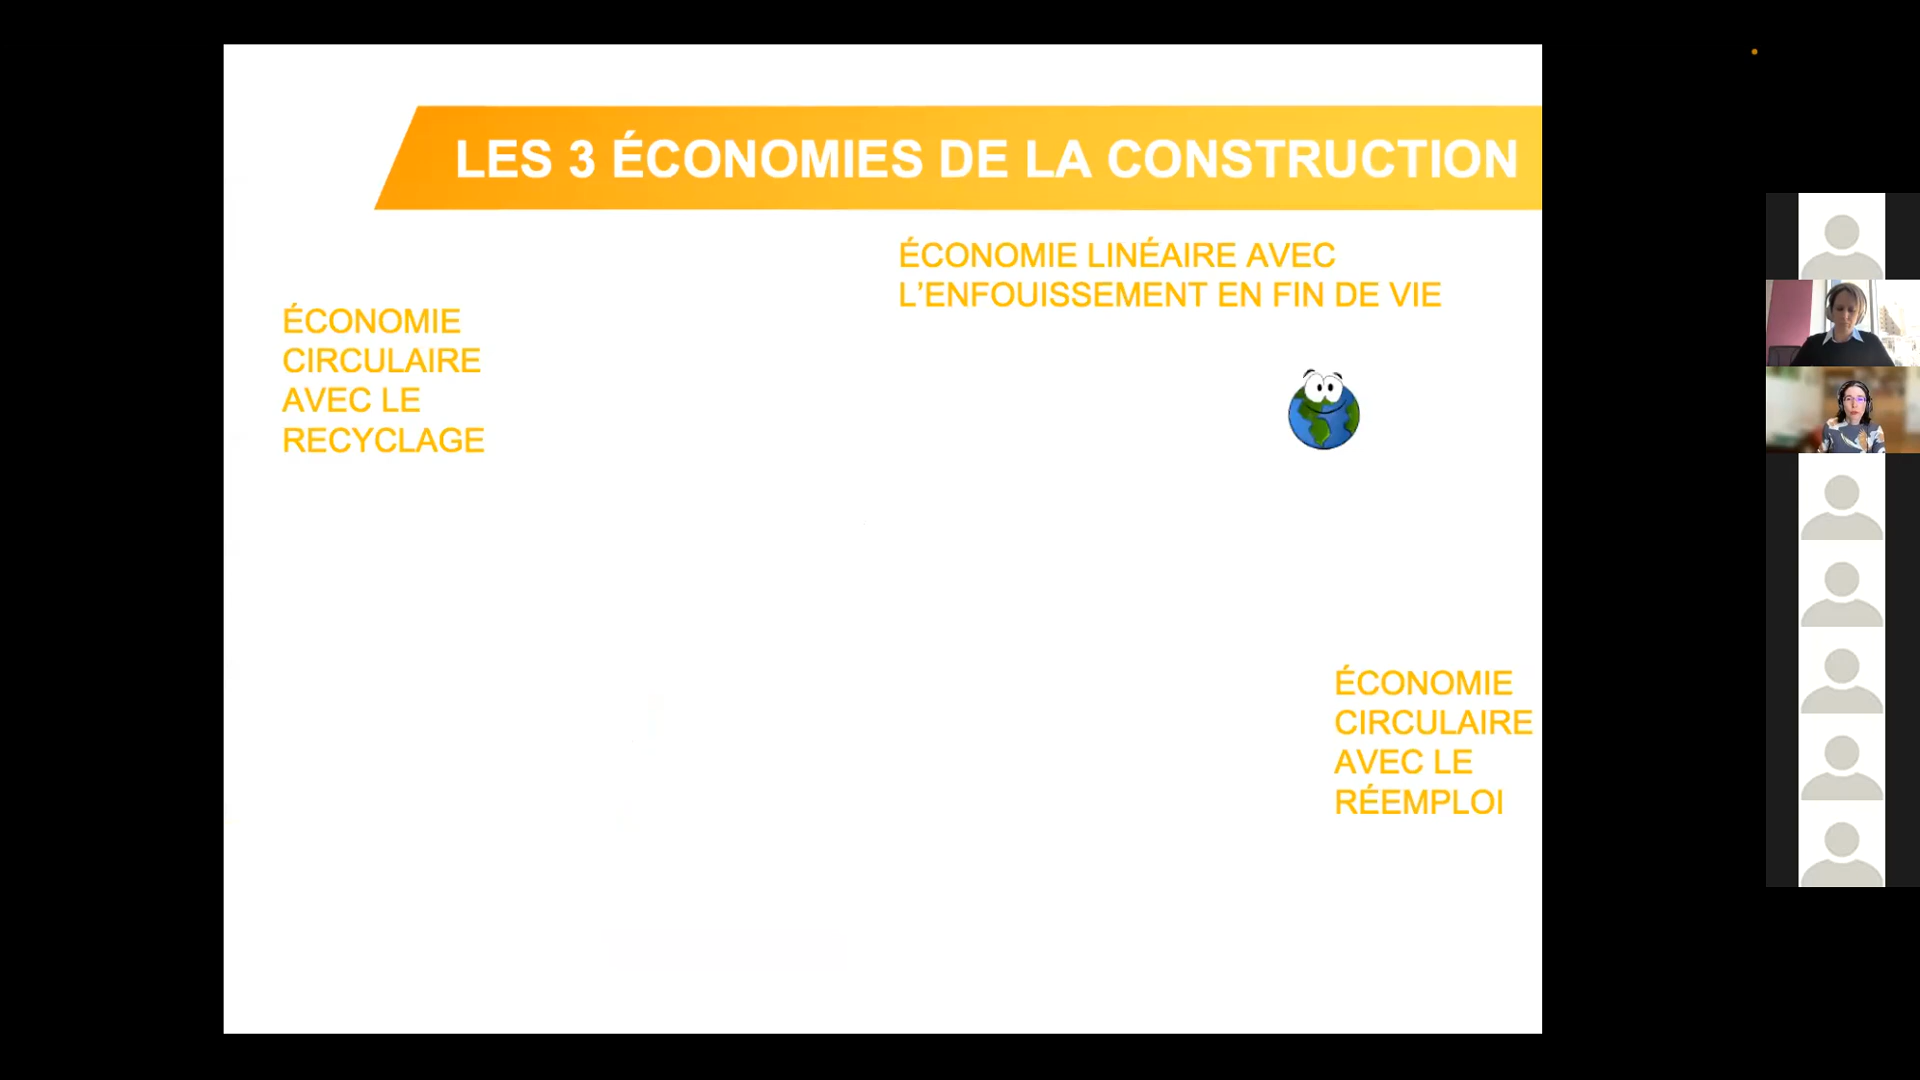 LES 3 ÉCONOMIES DE LA CONSTRUCTION
ÉCONOMIE LINÉAIRE AVEC
L’ENFOUISSEMENT EN FIN DE VIE
ÉCONOMIE
CIRCULAIRE
AVEC LE
RECYCLAGE
ÉCONOMIE
CIRCULAIRE
AVEC LE
RÉEMPLOI